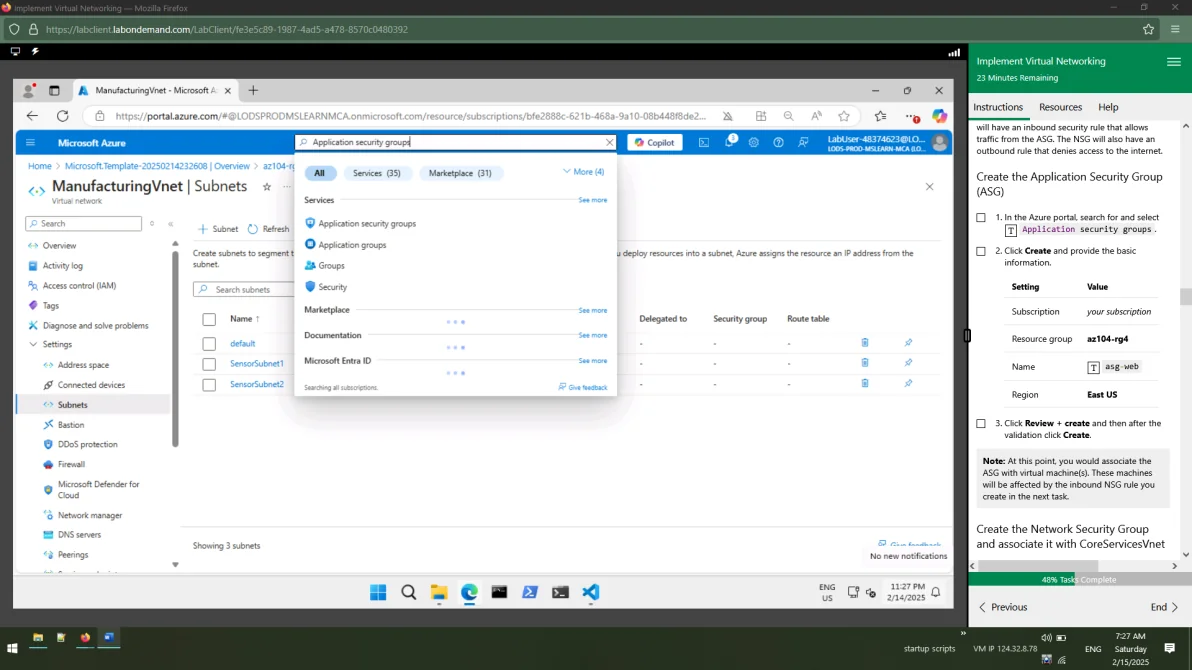 Implement Virtual Networking — Mozilla Firefox
https://labclient.labondemand.com/LabClient/fe3e5c89-1987-4ad5-a478-8570c0480392
ManufacturingVnet - Microsoft A
https://portal.azure.com/#@LODSPRODMSLEARNMCA.onmicrosoft.com/resource/subscriptions/bfe2888c-621b-468a-9a10-08b448f8de2...
Microsoft Azure
Application security groups
Copilot
3
LabUser-48374623@LO...
LODS-PROD-MSLEARN-MCA (LO...
Home > Microsoft.Template-20250214232608 | Overview > az104-rg
ManufacturingVnet | Subnets
Virtual network
Search
Overview
Activity log
Access control (IAM)
Tags
Diagnose and solve problems
Settings
Address space
Connected devices
Subnets
Bastion
DDoS protection
Firewall
Microsoft Defender for
Cloud
Network manager
DNS servers
Peerings
Subnet
Refresh
Create subnets to segment t
u deploy resources into a subnet, Azure assigns the resource an IP address from the
subnet.
Search subnets
Name ↑
Delegated to
Security group
Route table
default
-
-
-
SensorSubnet1
-
-
-
SensorSubnet2
-
-
-
Showing 3 subnets
Give feedback
No new notifications
All
Services (35)
Marketplace (31)
More (4)
Services
See more
Application security groups
Application groups
Groups
Security
Marketplace
See more
Documentation
See more
Microsoft Entra ID
See more
Searching all subscriptions.
Give feedback
ENG
US
11:27 PM
2/14/2025
Implement Virtual Networking
23 Minutes Remaining
Instructions
Resources
Help
will have an inbound security rule that allows
traffic from the ASG. The NSG will also have an
outbound rule that denies access to the internet.
Create the Application Security Group
(ASG)
1. In the Azure portal, search for and select
T Application security groups.
2. Click Create and provide the basic
information.
Setting
Value
Subscription
your subscription
Resource group
az104-rg4
Name
T asg-web
Region
East US
3. Click Review + create and then after the
validation click Create.
Note: At this point, you would associate the
ASG with virtual machine(s). These machines
will be affected by the inbound NSG rule you
create in the next task.
Create the Network Security Group
and associate it with CoreServicesVnet
48% Tasks Complete
Previous
End
startup scripts
VM IP 124.32.8.78
ENG
7:27 AM
Saturday
2/15/2025